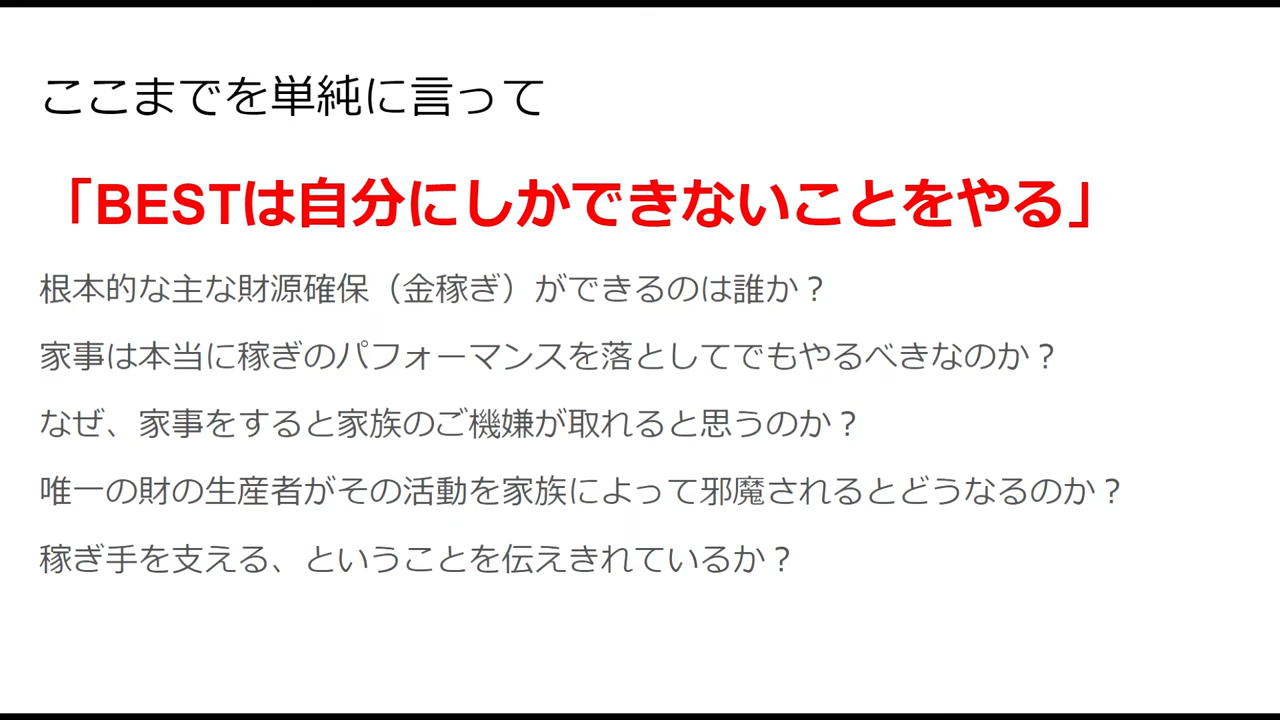 ここまでを単純に言って
「BESTは自分にしかできないことをやる」
根本的な主な財源確保（金稼ぎ）ができるのは誰か？
家事は本当に稼ぎのパフォーマンスを落としてでもやるべきなのか？
なぜ、家事をすると家族のご機嫌が取れると思うのか？
唯一の財の生産者がその活動を家族によって邪魔されるとどうなるのか？
稼ぎ手を支える、ということを伝えきれているか？